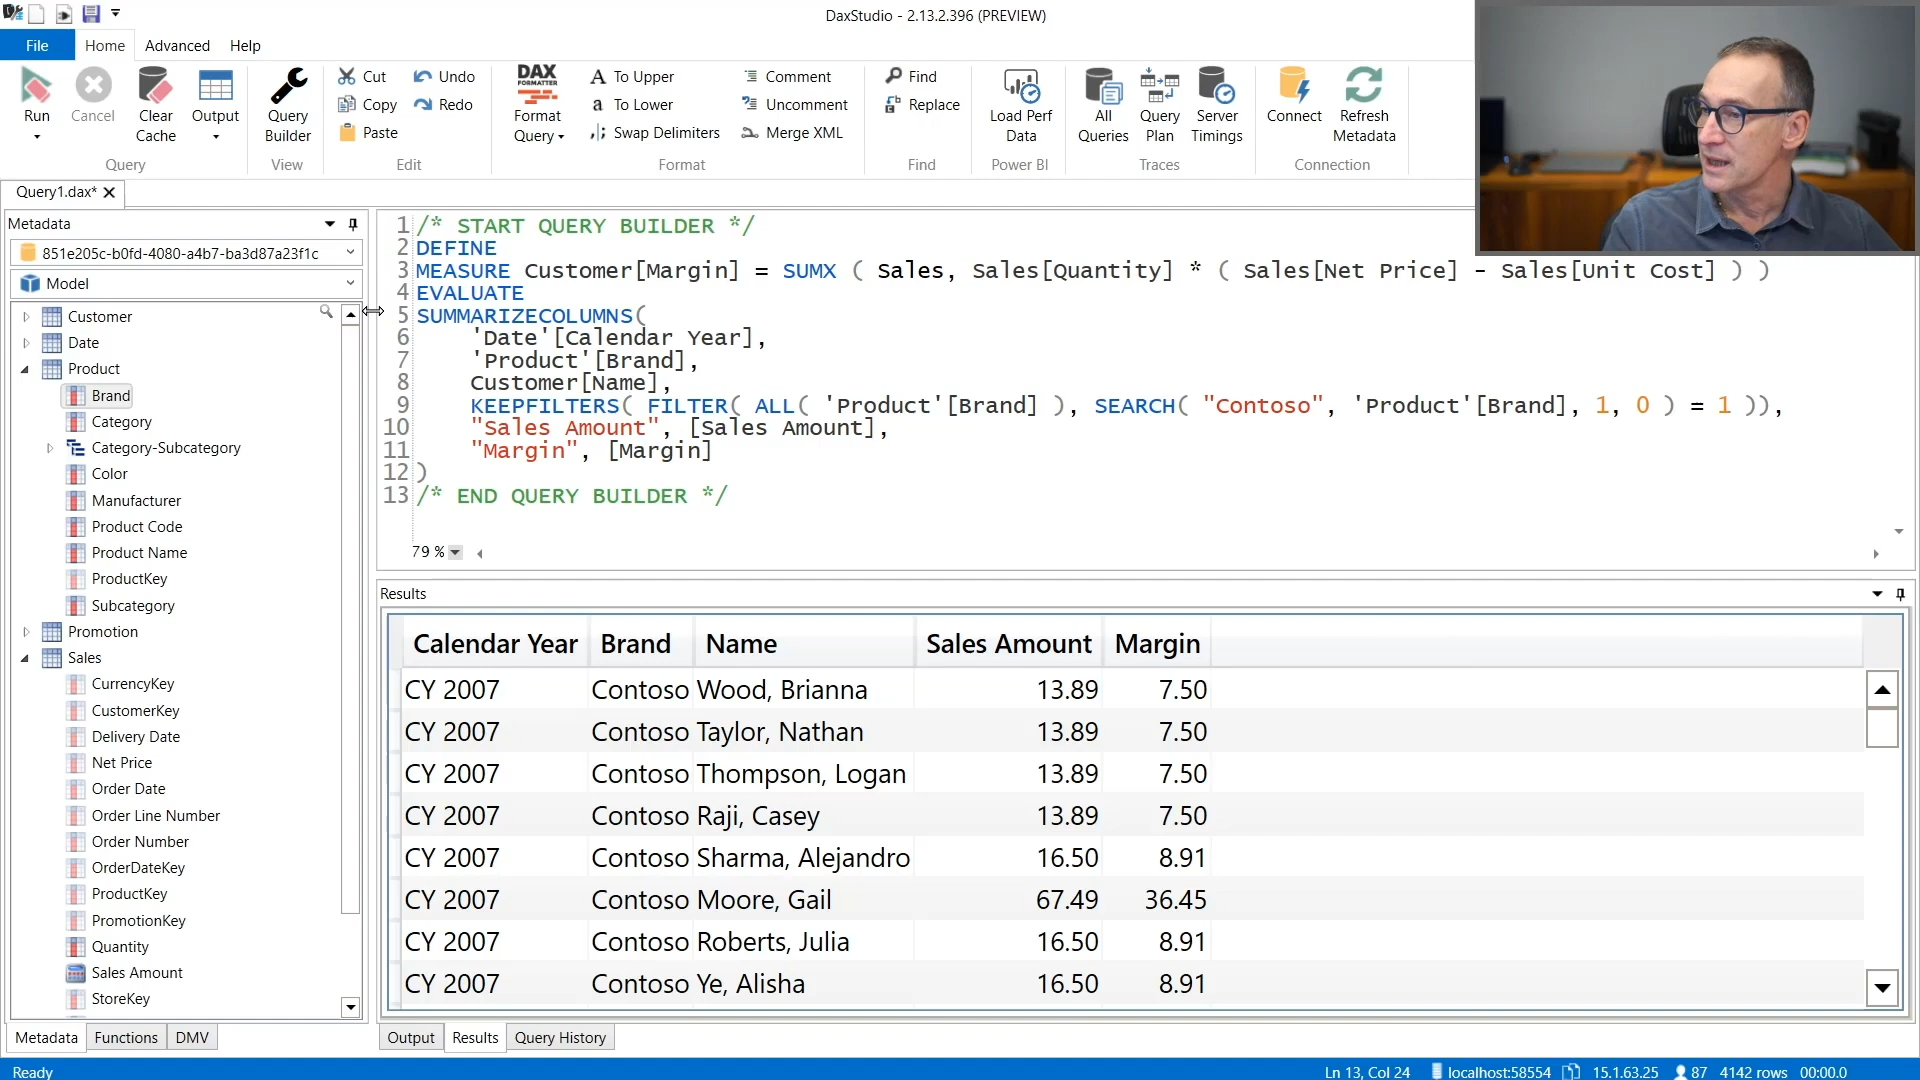 DaxStudio - 2.13.2.396 (PREVIEW)
File Home Advanced Help
Run
Cancel
Clear Cache
Output
Query
Query Builder
View
Cut
Copy
Paste
Undo
Redo
Edit
DAX
FORMATTER
Format Query
To Upper
To Lower
Swap Delimiters
Comment
Uncomment
Merge XML
Format
Find
Replace
Find
Load Perf Data
Power BI
All Queries
Query Plan
Server Timings
Traces
Connect
Refresh Metadata
Connection
Query1.dax*
Metadata
851e205c-b0fd-4080-a4b7-ba3d87a23f1c
Model
Customer
Date
Product
Brand
Category
Category-Subcategory
Color
Manufacturer
Product Code
Product Name
ProductKey
Subcategory
Promotion
Sales
CurrencyKey
CustomerKey
Delivery Date
Net Price
Order Date
Order Line Number
Order Number
OrderDateKey
ProductKey
PromotionKey
Quantity
Sales Amount
StoreKey
Metadata Functions DMV
1 /* START QUERY BUILDER */
2 DEFINE
3 MEASURE Customer[Margin] = SUMX ( Sales, Sales[Quantity] * ( Sales[Net Price] - Sales[Unit Cost] ) )
4 EVALUATE
5 SUMMARIZECOLUMNS(
6 'Date'[Calendar Year],
7 'Product'[Brand],
8 Customer[Name],
9 KEEPFILTERS( FILTER( ALL( 'Product'[Brand] ), SEARCH( "Contoso", 'Product'[Brand], 1, 0 ) = 1 )),
10 "Sales Amount", [Sales Amount],
11 "Margin", [Margin]
12 )
13 /* END QUERY BUILDER */
79 %
Results
Calendar Year Brand Name Sales Amount Margin
CY 2007 Contoso Wood, Brianna 13.89 7.50
CY 2007 Contoso Taylor, Nathan 13.89 7.50
CY 2007 Contoso Thompson, Logan 13.89 7.50
CY 2007 Contoso Raji, Casey 13.89 7.50
CY 2007 Contoso Sharma, Alejandro 16.50 8.91
CY 2007 Contoso Moore, Gail 67.49 36.45
CY 2007 Contoso Roberts, Julia 16.50 8.91
CY 2007 Contoso Ye, Alisha 16.50 8.91
Output Results Query History
Ready
Ln 13, Col 24 localhost:58554 15.1.63.25 87 4142 rows 00:00.0